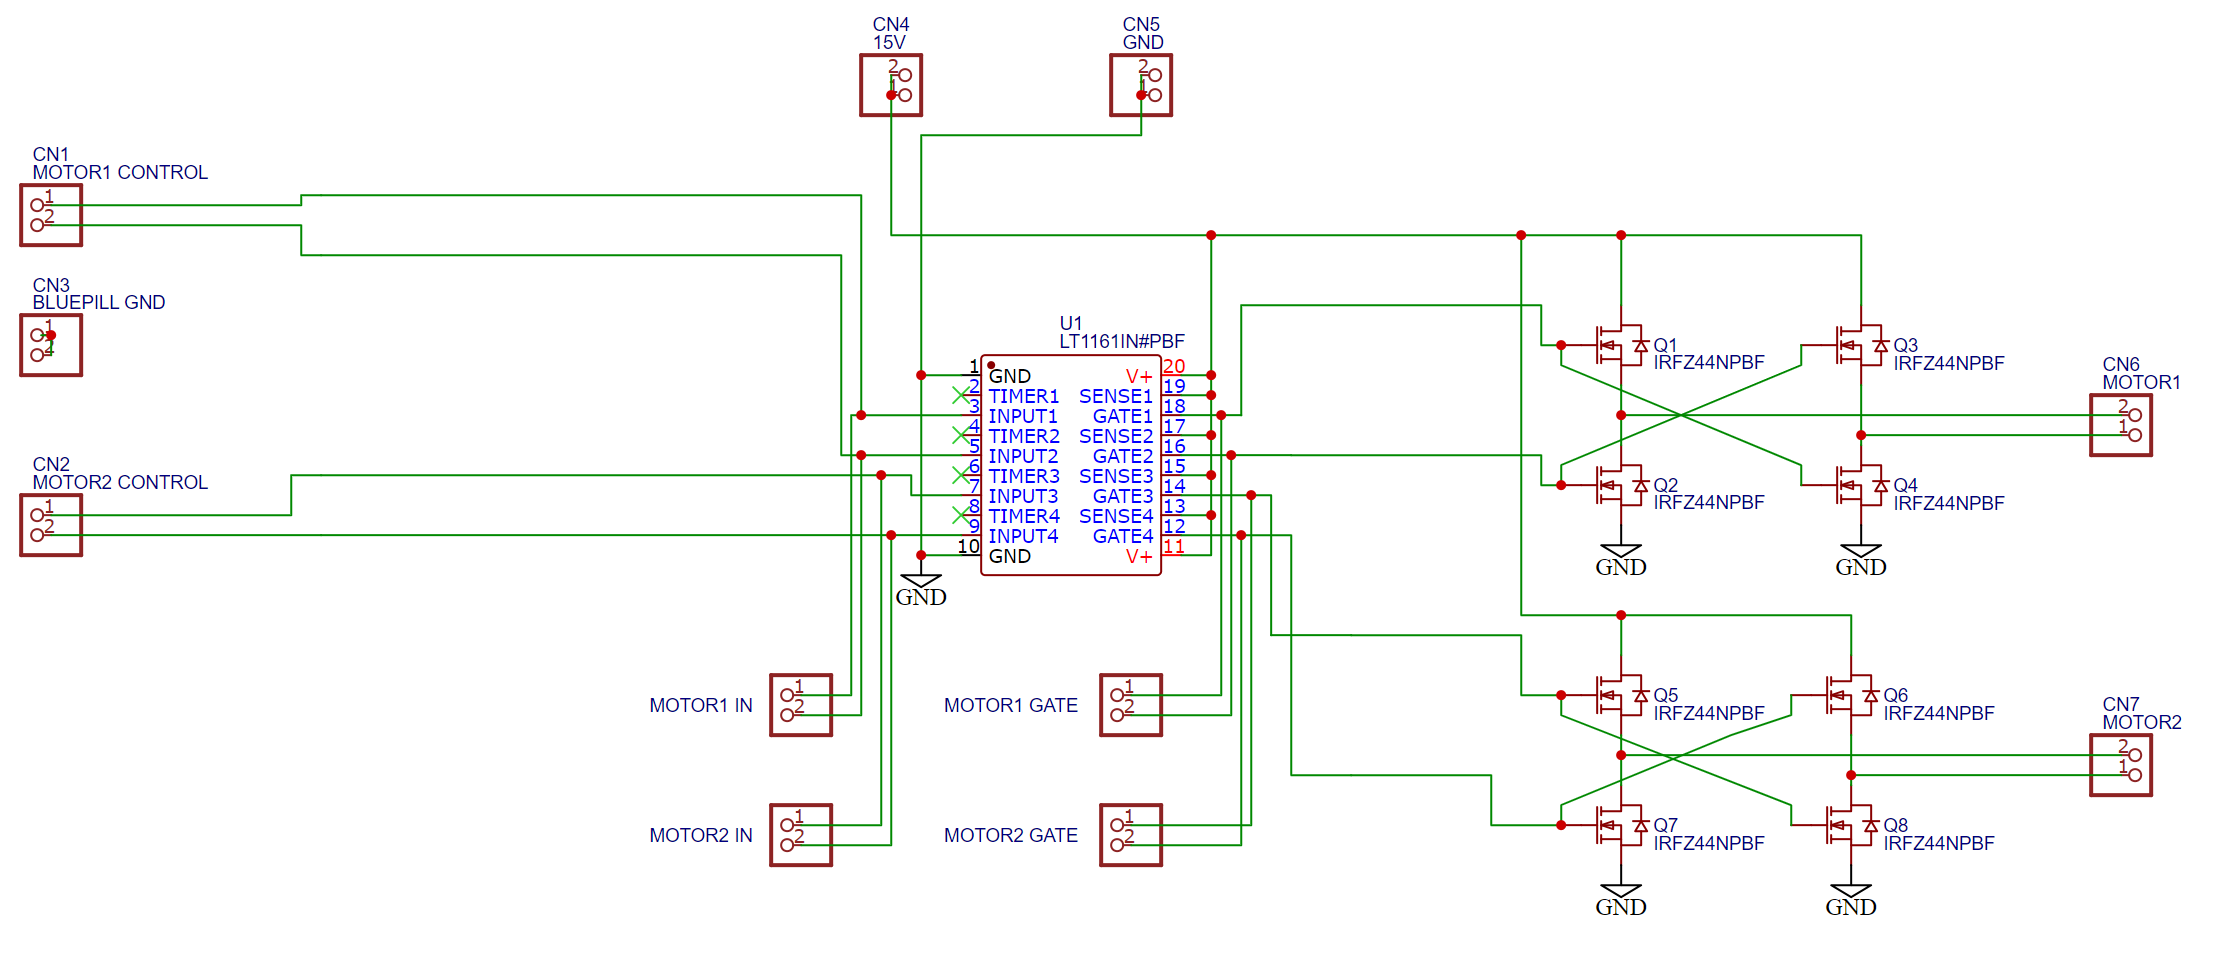 CN4
15V
2
1
CN5
GND
2
1
CN1
MOTOR1 CONTROL
1
2
CN3
BLUEPILL GND
1
2
CN2
MOTOR2 CONTROL
1
2
U1
LT1161IN#PBF
1 GND
2 TIMER1
3 INPUT1
4 TIMER2
5 INPUT2
6 TIMER3
7 INPUT3
8 TIMER4
9 INPUT4
10 GND
V+ 20
SENSE1 19
GATE1 18
SENSE2 17
GATE2 16
SENSE3 15
GATE3 14
SENSE4 13
GATE4 12
V+ 11
GND
Q1
IRFZ44NPBF
Q3
IRFZ44NPBF
Q2
IRFZ44NPBF
Q4
IRFZ44NPBF
GND
GND
CN6
MOTOR1
2
1
MOTOR1 IN
1
2
MOTOR1 GATE
1
2
MOTOR2 IN
1
2
MOTOR2 GATE
1
2
Q5
IRFZ44NPBF
Q6
IRFZ44NPBF
Q7
IRFZ44NPBF
Q8
IRFZ44NPBF
GND
GND
CN7
MOTOR2
2
1